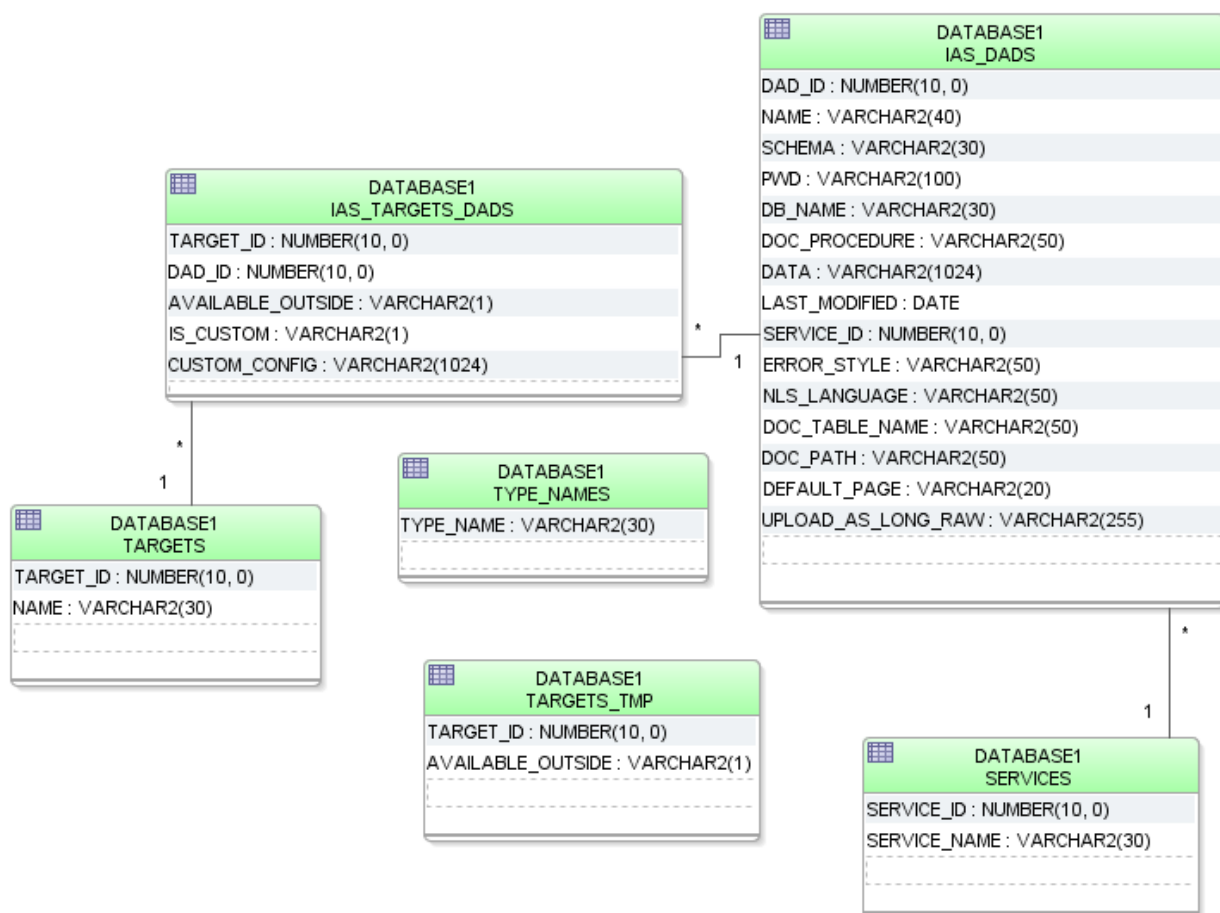 DATABASE1
IAS_DADS
DAD_ID : NUMBER(10, 0)
NAME : VARCHAR2(40)
SCHEMA : VARCHAR2(30)
PWD : VARCHAR2(100)
DB_NAME : VARCHAR2(30)
DOC_PROCEDURE : VARCHAR2(50)
DATA : VARCHAR2(1024)
LAST_MODIFIED : DATE
SERVICE_ID : NUMBER(10, 0)
ERROR_STYLE : VARCHAR2(50)
NLS_LANGUAGE : VARCHAR2(50)
DOC_TABLE_NAME : VARCHAR2(50)
DOC_PATH : VARCHAR2(50)
DEFAULT_PAGE : VARCHAR2(20)
UPLOAD_AS_LONG_RAW : VARCHAR2(255)
DATABASE1
IAS_TARGETS_DADS
TARGET_ID : NUMBER(10, 0)
DAD_ID : NUMBER(10, 0)
AVAILABLE_OUTSIDE : VARCHAR2(1)
IS_CUSTOM : VARCHAR2(1)
CUSTOM_CONFIG : VARCHAR2(1024)
*
1
*
1
DATABASE1
TYPE_NAMES
TYPE_NAME : VARCHAR2(30)
DATABASE1
TARGETS
TARGET_ID : NUMBER(10, 0)
NAME : VARCHAR2(30)
DATABASE1
TARGETS_TMP
TARGET_ID : NUMBER(10, 0)
AVAILABLE_OUTSIDE : VARCHAR2(1)
*
1
DATABASE1
SERVICES
SERVICE_ID : NUMBER(10, 0)
SERVICE_NAME : VARCHAR2(30)